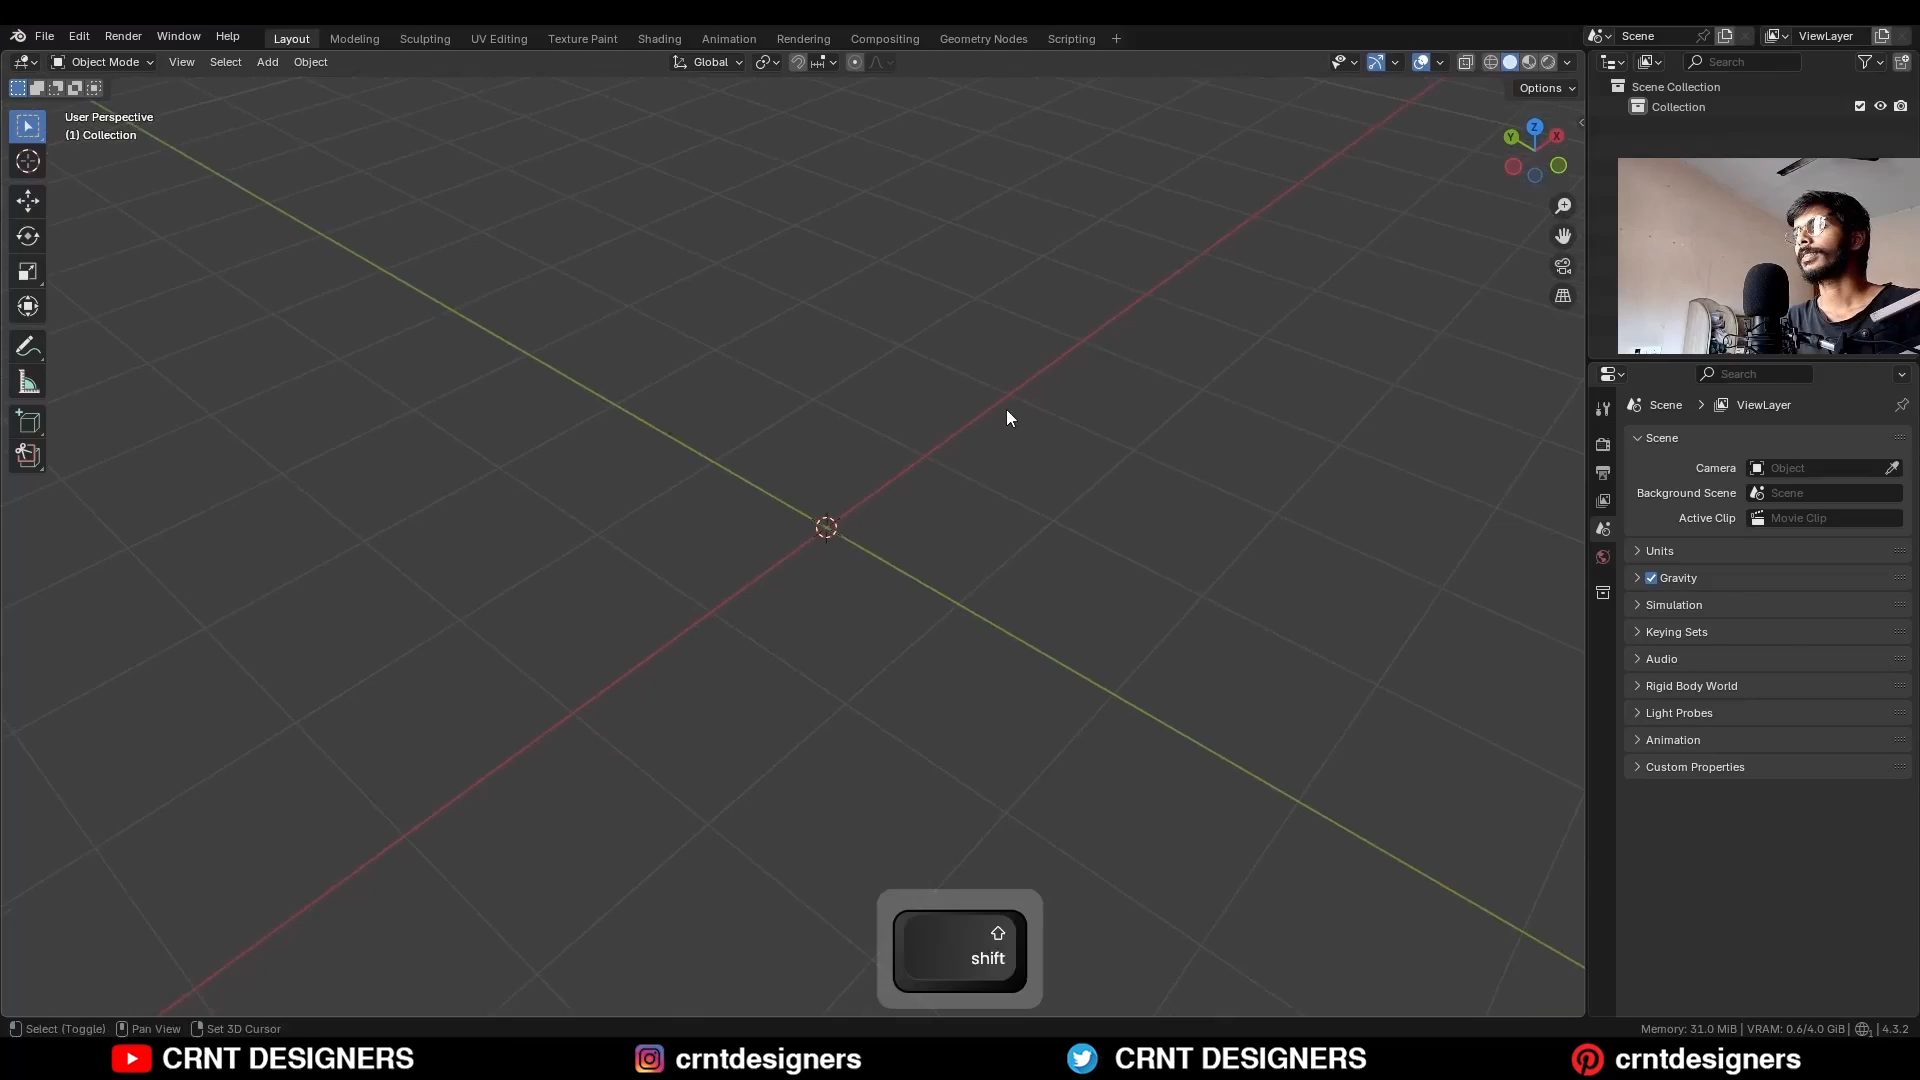 File Edit Render Window Help Layout Modeling Sculpting UV Editing Texture Paint Shading Animation Rendering Compositing Geometry Nodes Scripting + Scene ViewLayer
Object Mode View Select Add Object Global Search
Options
Scene Collection
Collection
User Perspective
(1) Collection
Z
Y
X
Search
Scene > ViewLayer
Scene
Camera Object
Background Scene Scene
Active Clip Movie Clip
Units
Gravity
Simulation
Keying Sets
Audio
Rigid Body World
Light Probes
Animation
Custom Properties
shift
Select (Toggle) Pan View Set 3D Cursor Memory: 31.0 MiB | VRAM: 0.6/4.0 GiB | 4.3.2
CRNT DESIGNERS crntdesigners CRNT DESIGNERS crntdesigners